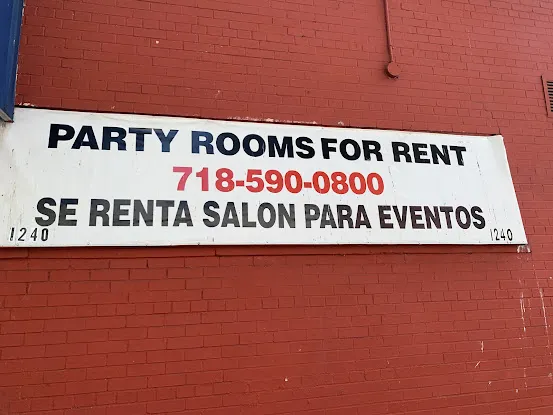 PARTY ROOMS FOR RENT
718-590-0800
SE RENTA SALON PARA EVENTOS
1240 1240